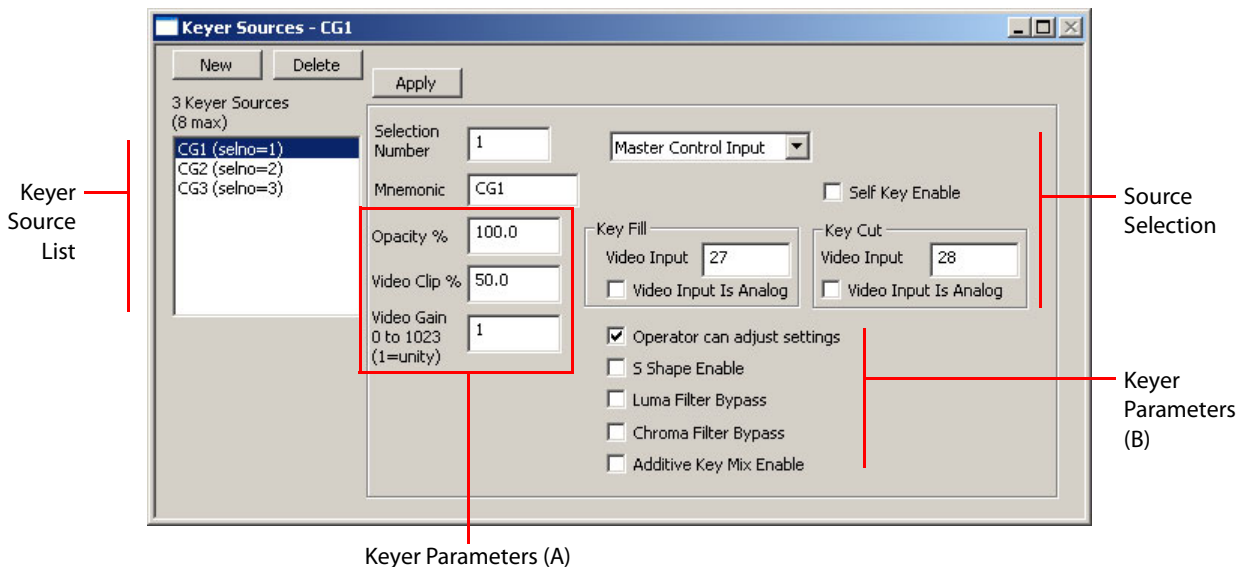 Keyer Sources - CG1
New
Delete
Apply
3 Keyer Sources
(8 max)
CG1 (selno=1)
CG2 (selno=2)
CG3 (selno=3)
Selection
Number
1
Master Control Input
Mnemonic
CG1
Self Key Enable
Opacity %
100.0
Video Clip %
50.0
Video Gain
0 to 1023
(1=unity)
1
Key Fill
Video Input
27
Video Input Is Analog
Key Cut
Video Input
28
Video Input Is Analog
Operator can adjust settings
S Shape Enable
Luma Filter Bypass
Chroma Filter Bypass
Additive Key Mix Enable
Keyer
Source
List
Source
Selection
Keyer
Parameters
(B)
Keyer Parameters (A)